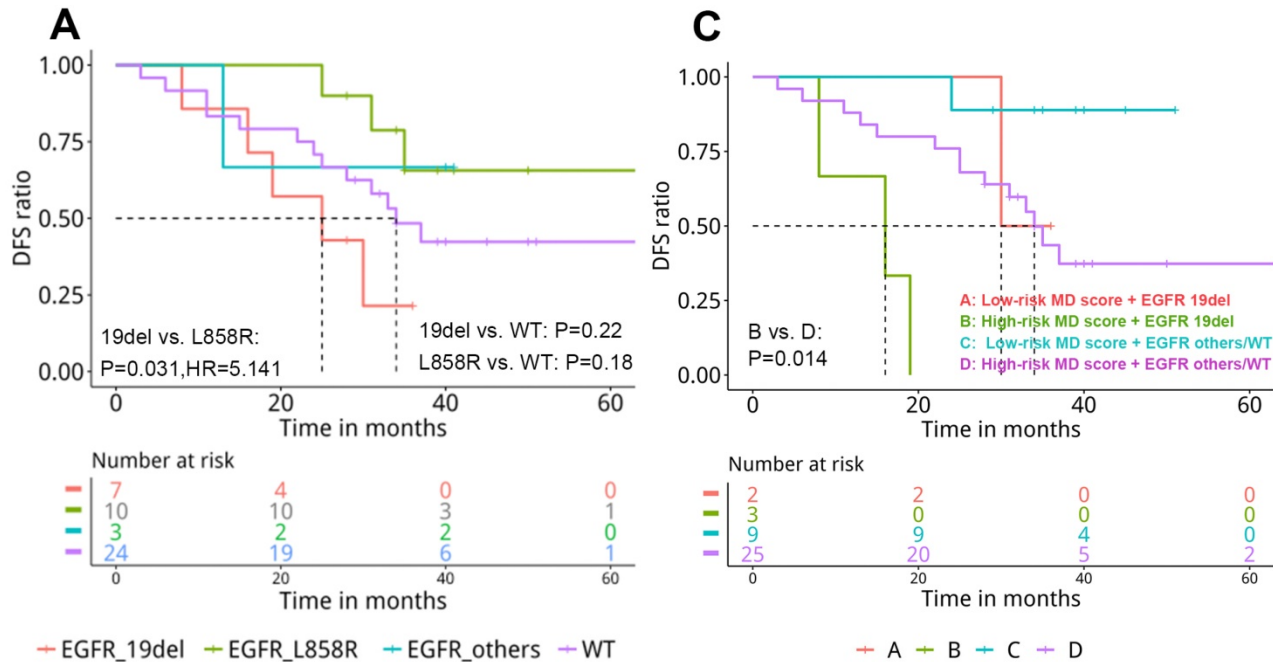 A
1.00
0.75
0.50
0.25
0.00
DFS ratio
19del vs. L858R:
P=0.031,HR=5.141
19del vs. WT: P=0.22
L858R vs. WT: P=0.18
0 20 40 60
Time in months
Number at risk
7 4 0 0
10 10 3 1
3 2 2 0
24 19 6 1
0 20 40 60
Time in months
EGFR_19del EGFR_L858R EGFR_others WT
C
1.00
0.75
0.50
0.25
0.00
DFS ratio
B vs. D:
P=0.014
A: Low-risk MD score + EGFR 19del
B: High-risk MD score + EGFR 19del
C: Low-risk MD score + EGFR others/WT
D: High-risk MD score + EGFR others/WT
0 20 40 60
Time in months
Number at risk
2 2 0 0
3 0 0 0
9 9 4 0
25 20 5 2
0 20 40 60
Time in months
A B C D